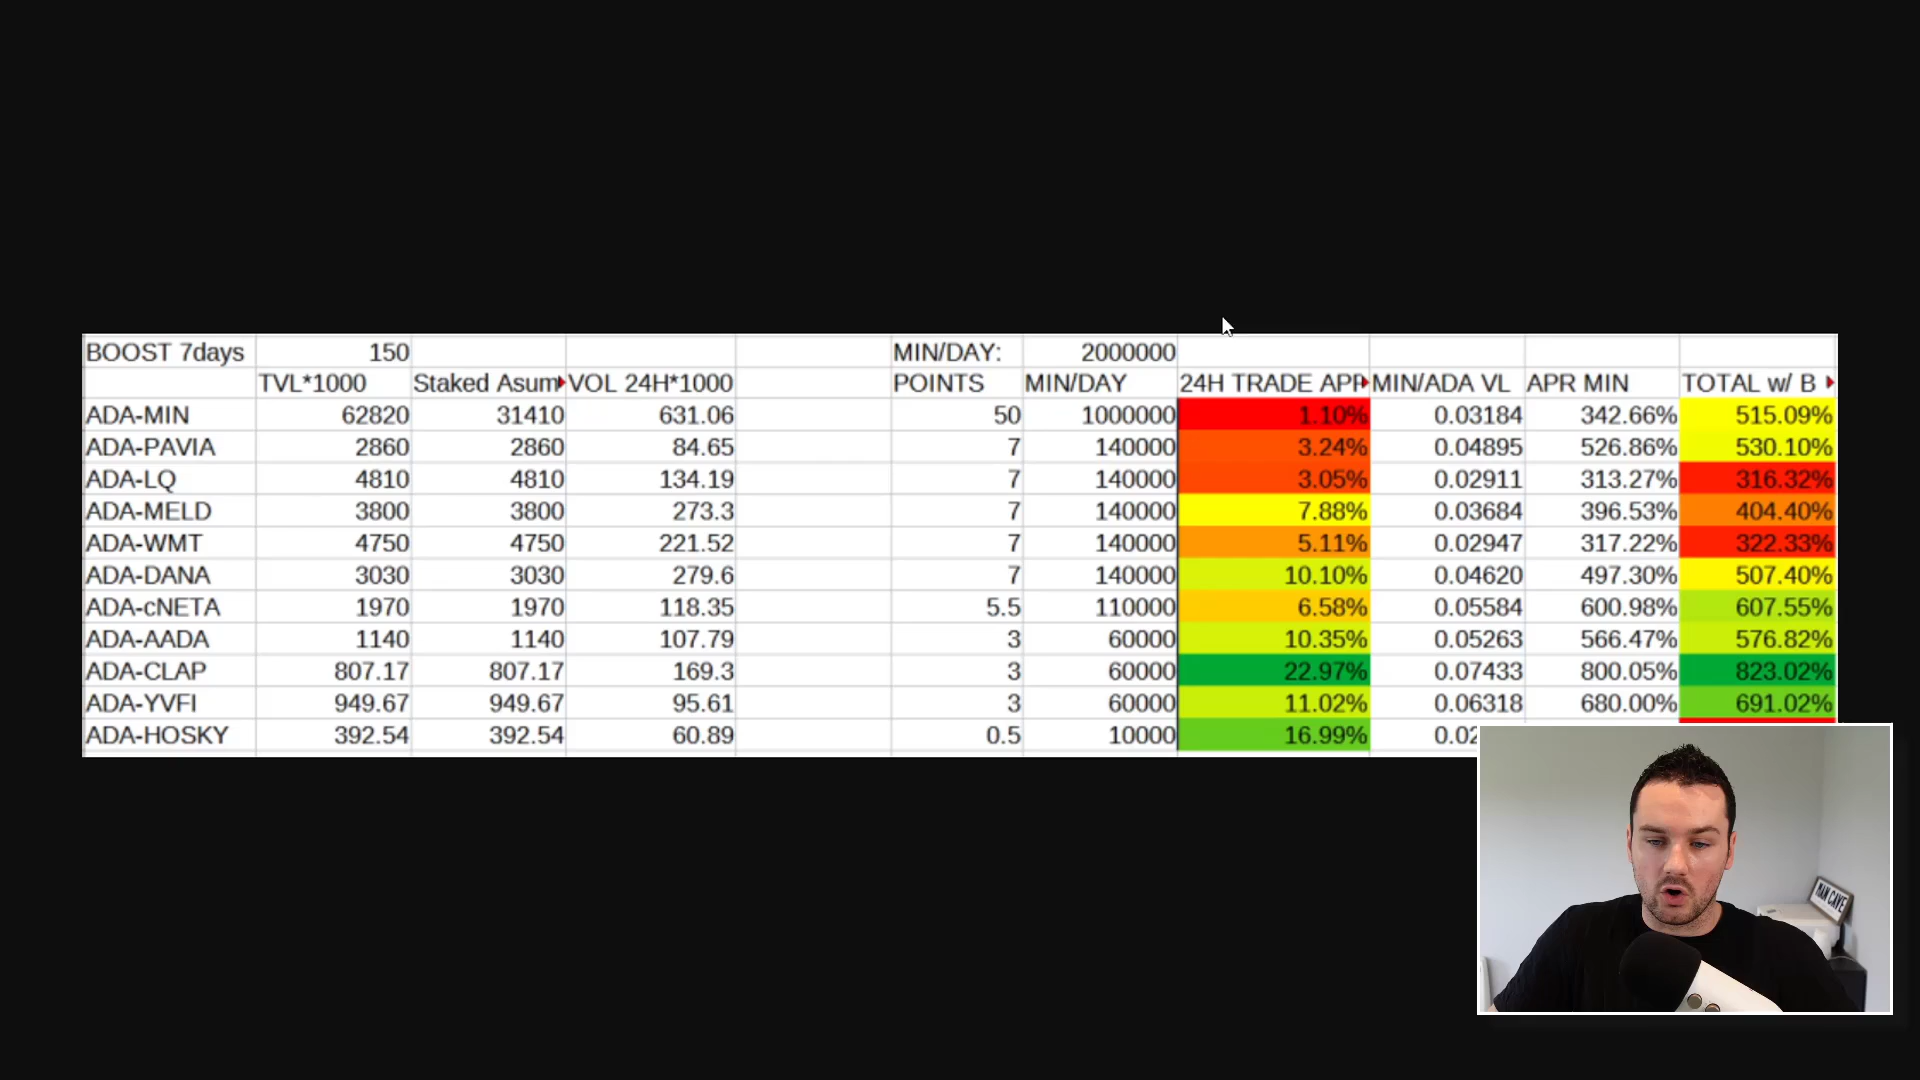 BOOST 7days 150 MIN/DAY: 2000000
TVL*1000 Staked Asum VOL 24H*1000 POINTS MIN/DAY 24H TRADE APR MIN/ADA VL APR MIN TOTAL w/ B
ADA-MIN 62820 31410 631.06 50 1000000 1.10% 0.03184 342.66% 515.09%
ADA-PAVIA 2860 2860 84.65 7 140000 3.24% 0.04895 526.86% 530.10%
ADA-LQ 4810 4810 134.19 7 140000 3.05% 0.02911 313.27% 316.32%
ADA-MELD 3800 3800 273.3 7 140000 7.88% 0.03684 396.53% 404.40%
ADA-WMT 4750 4750 221.52 7 140000 5.11% 0.02947 317.22% 322.33%
ADA-DANA 3030 3030 279.6 7 140000 10.10% 0.04620 497.30% 507.40%
ADA-cNETA 1970 1970 118.35 5.5 110000 6.58% 0.05584 600.98% 607.55%
ADA-AADA 1140 1140 107.79 3 60000 10.35% 0.05263 566.47% 576.82%
ADA-CLAP 807.17 807.17 169.3 3 60000 22.97% 0.07433 800.05% 823.02%
ADA-YVFI 949.67 949.67 95.61 3 60000 11.02% 0.06318 680.00% 691.02%
ADA-HOSKY 392.54 392.54 60.89 0.5 10000 16.99% 0.02
MAN CAVE